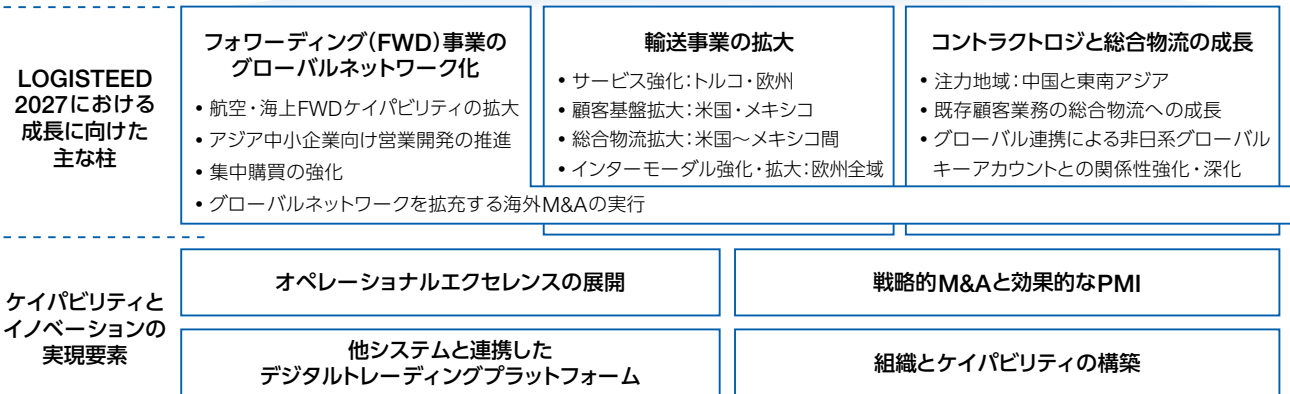 LOGISTEED
2027における
成長に向けた
主な柱
フォワーディング(FWD)事業の
グローバルネットワーク化
• 航空・海上FWDケイパビリティの拡大
• アジア中小企業向け営業開発の推進
• 集中購買の強化
• グローバルネットワークを拡充する海外M&Aの実行
輸送事業の拡大
• サービス強化:トルコ・欧州
• 顧客基盤拡大:米国・メキシコ
• 総合物流拡大:米国～メキシコ間
• インターモーダル強化・拡大:欧州全域
コントラクトロジと総合物流の成長
• 注力地域:中国と東南アジア
• 既存顧客業務の総合物流への成長
• グローバル連携による非日系グローバル
キーアカウントとの関係性強化・深化
ケイパビリティと
イノベーションの
実現要素
オペレーショナルエクセレンスの展開
戦略的M&Aと効果的なPMI
他システムと連携した
デジタルトレーディングプラットフォーム
組織とケイパビリティの構築